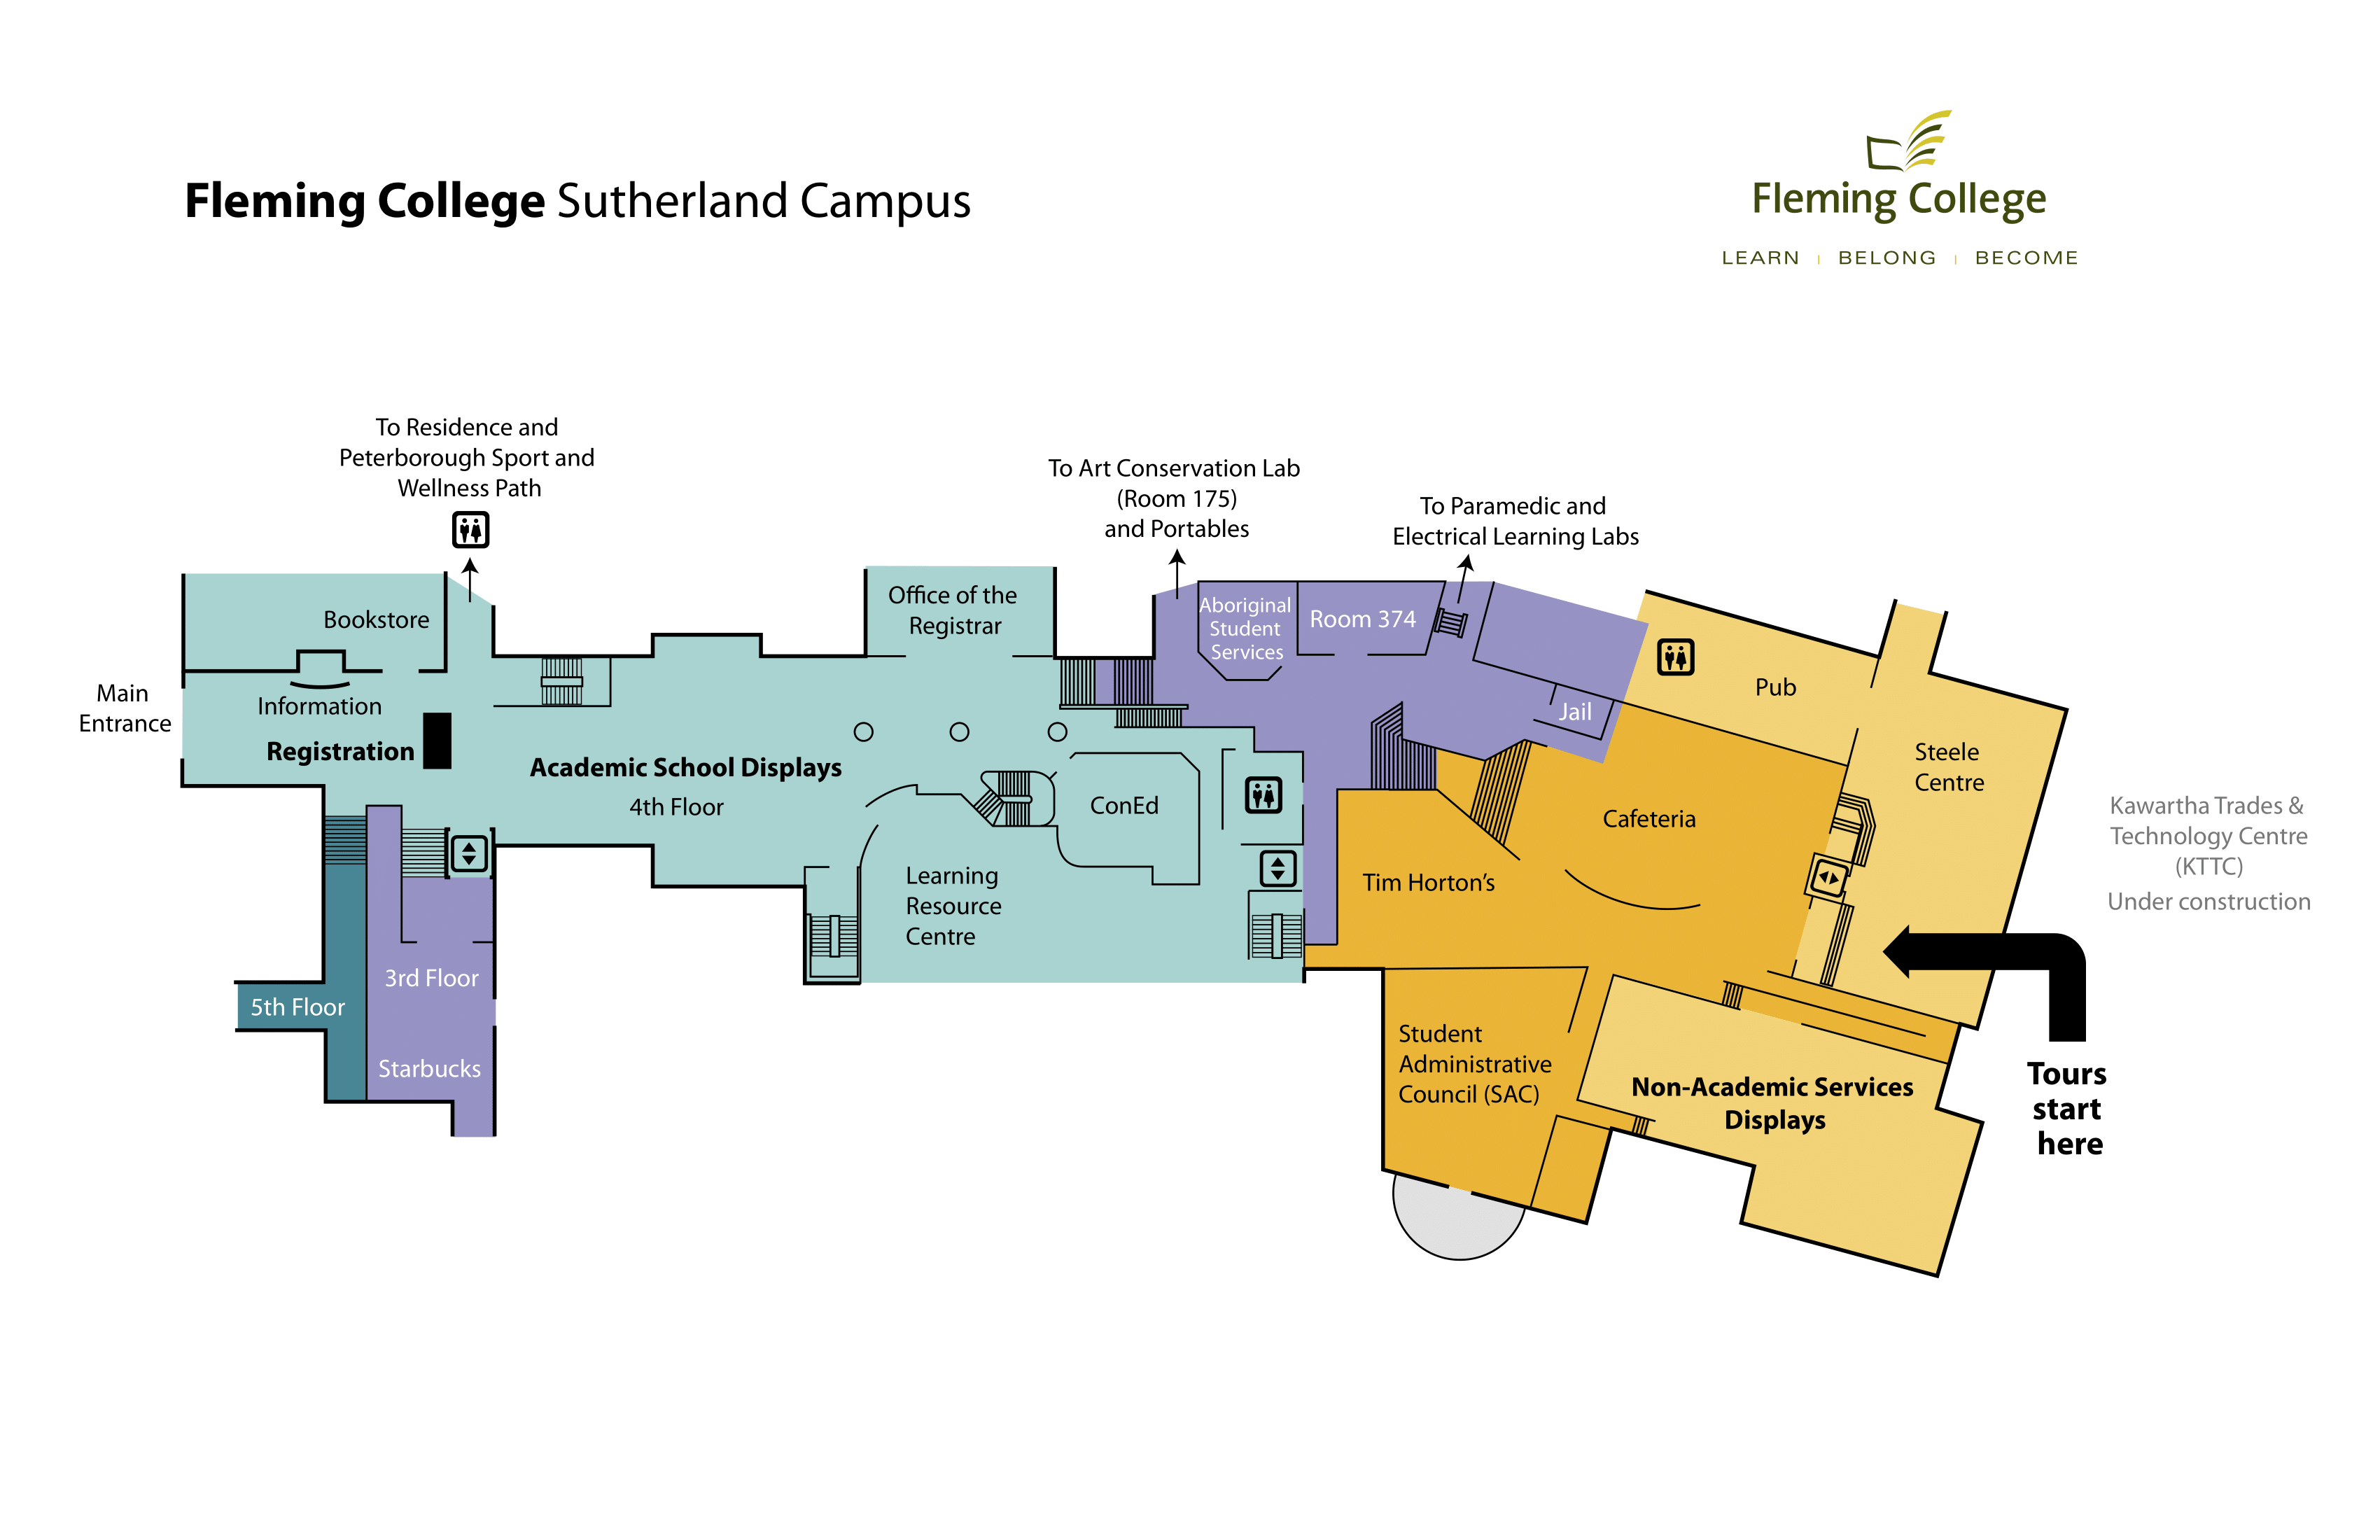 Fleming College Sutherland Campus
Fleming College
LEARN | BELONG | BECOME
To Residence and
Peterborough Sport and
Wellness Path
To Art Conservation Lab
(Room 175)
and Portables
To Paramedic and
Electrical Learning Labs
Bookstore
Office of the
Registrar
Aboriginal
Student
Services
Room 374
Main
Entrance
Information
Registration
Academic School Displays
4th Floor
ConEd
Learning
Resource
Centre
Jail
Pub
Steele
Centre
Cafeteria
Tim Horton's
Kawartha Trades &
Technology Centre
(KTTC)
Under construction
3rd Floor
5th Floor
Starbucks
Student
Administrative
Council (SAC)
Non-Academic Services
Displays
Tours
start
here